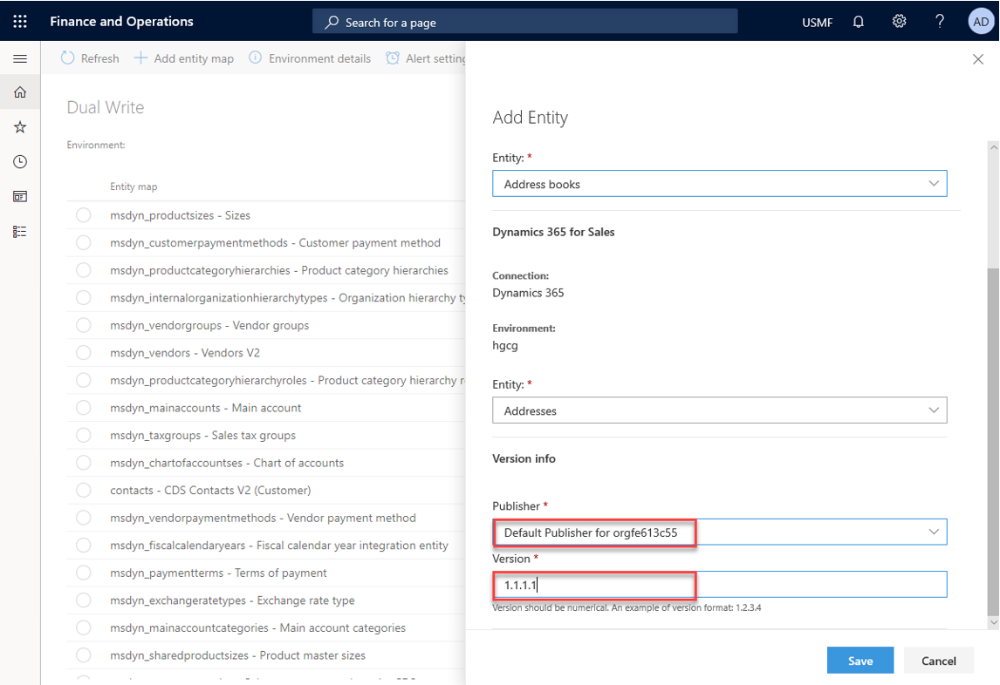 Finance and Operations
Search for a page
USMF
?
AD
Refresh
Add entity map
Environment details
Alert setting
Dual Write
Environment:
Entity map
msdyn_productsizes - Sizes
msdyn_customerpaymentmethods - Customer payment method
msdyn_productcategoryhierarchies - Product category hierarchies
msdyn_internalorganizationhierarchytypes - Organization hierarchy ty
msdyn_vendorgroups - Vendor groups
msdyn_vendors - Vendors V2
msdyn_productcategoryhierarchyroles - Product category hierarchy r
msdyn_mainaccounts - Main account
msdyn_taxgroups - Sales tax groups
msdyn_chartofaccountses - Chart of accounts
contacts - CDS Contacts V2 (Customer)
msdyn_vendorpaymentmethods - Vendor payment method
msdyn_fiscalcalendaryears - Fiscal calendar year integration entity
msdyn_paymentterms - Terms of payment
msdyn_exchangeratetypes - Exchange rate type
msdyn_mainaccountcategories - Main account categories
msdyn_sharedproductsizes - Product master sizes
Add Entity
Entity: *
Address books
Dynamics 365 for Sales
Connection:
Dynamics 365
Environment:
hgcg
Entity: *
Addresses
Version info
Publisher *
Default Publisher for orgfe613c55
Version *
1.1.1.1
Version should be numerical. An example of version format: 1.2.3.4
Save
Cancel